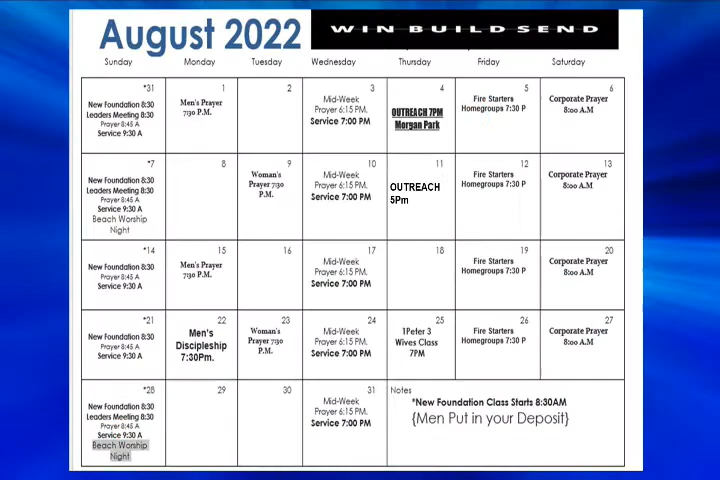 August 2022
WIN BUILD SEND
Sunday Monday Tuesday Wednesday Thursday Friday Saturday
*31
New Foundation 8:30
Leaders Meeting 8:30
Prayer 8:45 A
Service 9:30 A
1
Men's Prayer
7:30 P.M.
2
3
Mid-Week
Prayer 6:15 PM.
Service 7:00 PM
4
OUTREACH 7PM
Morgan Park
5
Fire Starters
Homegroups 7:30 P
6
Corporate Prayer
8:00 A.M
*7
New Foundation 8:30
Leaders Meeting 8:30
Prayer 8:45 A
Service 9:30 A
Beach Worship
Night
8
9
Woman's
Prayer 7:30
P.M.
10
Mid-Week
Prayer 6:15 PM.
Service 7:00 PM
11
OUTREACH
5Pm
12
Fire Starters
Homegroups 7:30 P
13
Corporate Prayer
8:00 A.M
*14
New Foundation 8:30
Prayer 8:45 A
Service 9:30 A
15
Men's Prayer
7:30 P.M.
16
17
Mid-Week
Prayer 6:15 PM.
Service 7:00 PM
18
19
Fire Starters
Homegroups 7:30 P
20
Corporate Prayer
8:00 A.M
*21
New Foundation 8:30
Prayer 8:45 A
Service 9:30 A
22
Men's
Discipleship
7:30Pm.
23
Woman's
Prayer 7:30
P.M.
24
Mid-Week
Prayer 6:15 PM.
Service 7:00 PM
25
1Peter 3
Wives Class
7PM
26
Fire Starters
Homegroups 7:30 P
27
Corporate Prayer
8:00 A.M
*28
New Foundation 8:30
Leaders Meeting 8:30
Prayer 8:45 A
Service 9:30 A
Beach Worship
Night
29
30
31
Mid-Week
Prayer 6:15 PM.
Service 7:00 PM
Notes
*New Foundation Class Starts 8:30AM
{Men Put in your Deposit}